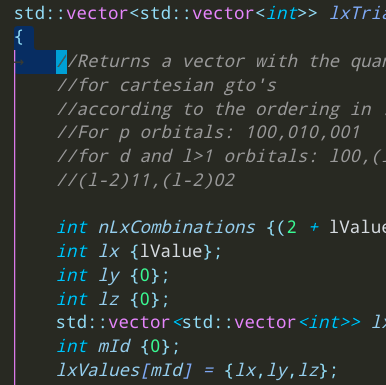 std::vector<std::vector<int>> lxTria
{
//Returns a vector with the quan
//for cartesian gto's
//according to the ordering in
//For p orbitals: 100,010,001
//for d and l>1 orbitals: l00,(
//(l-2)11,(l-2)02
int nLxCombinations {(2 + lValue
int lx {lValue};
int ly {0};
int lz {0};
std::vector<std::vector<int>> lx
int mId {0};
lxValues[mId] = {lx,ly,lz};